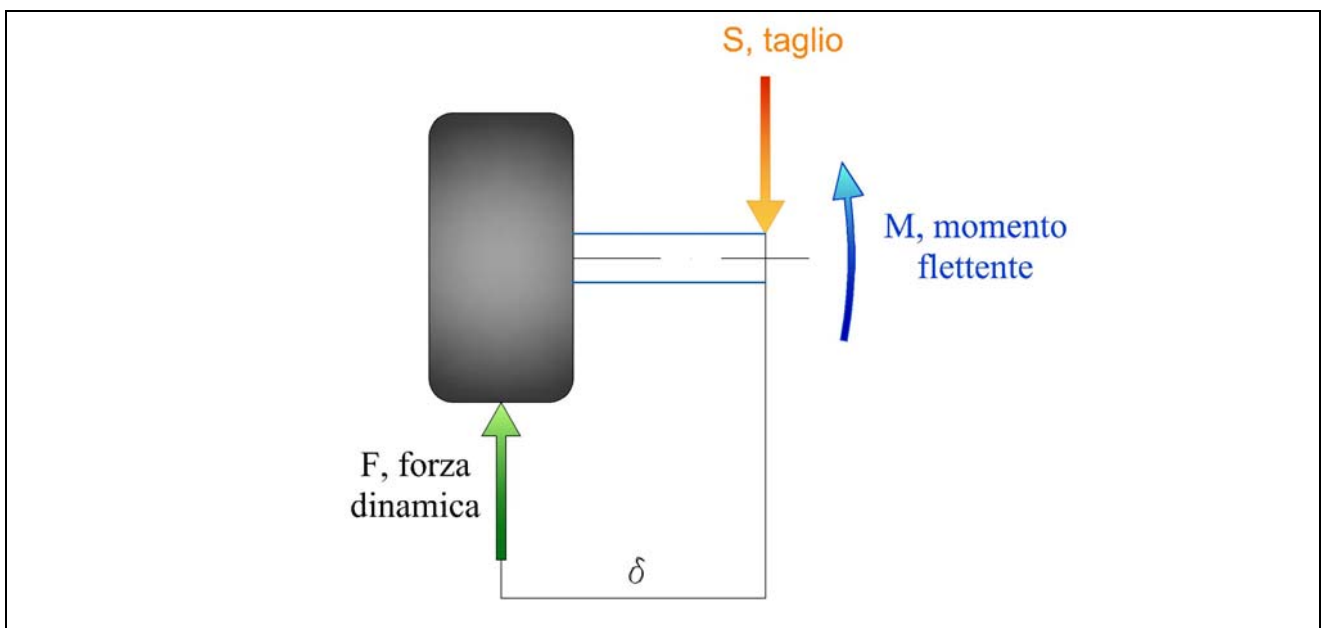 S, taglio
M, momento
flettente
F, forza
dinamica
δ